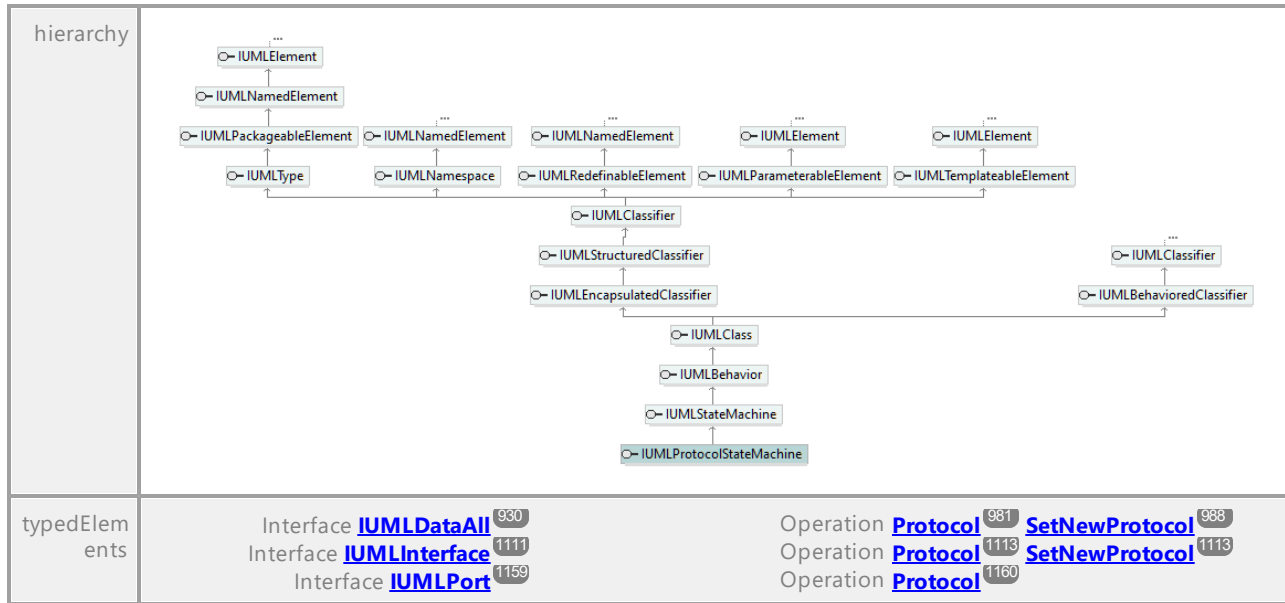 hierarchy
...
IUMLElement
IUMLNamedElement
... ... ... ...
IUMLPackageableElement IUMLNamedElement IUMLNamedElement IUMLElement IUMLElement
IUMLType IUMLNamespace IUMLRedefinableElement IUMLParameterableElement IUMLTemplateableElement
IUMLClassifier
...
IUMLStructuredClassifier IUMLClassifier
IUMLEncapsulatedClassifier IUMLBehavioredClassifier
IUMLClass
IUMLBehavior
IUMLStateMachine
IUMLProtocolStateMachine
typedElem
ents
Interface IUMLDataAll 930 Operation Protocol 981 SetNewProtocol 988
Interface IUMLInterface 1111 Operation Protocol 1113 SetNewProtocol 1113
Interface IUMLPort 1159 Operation Protocol 1160